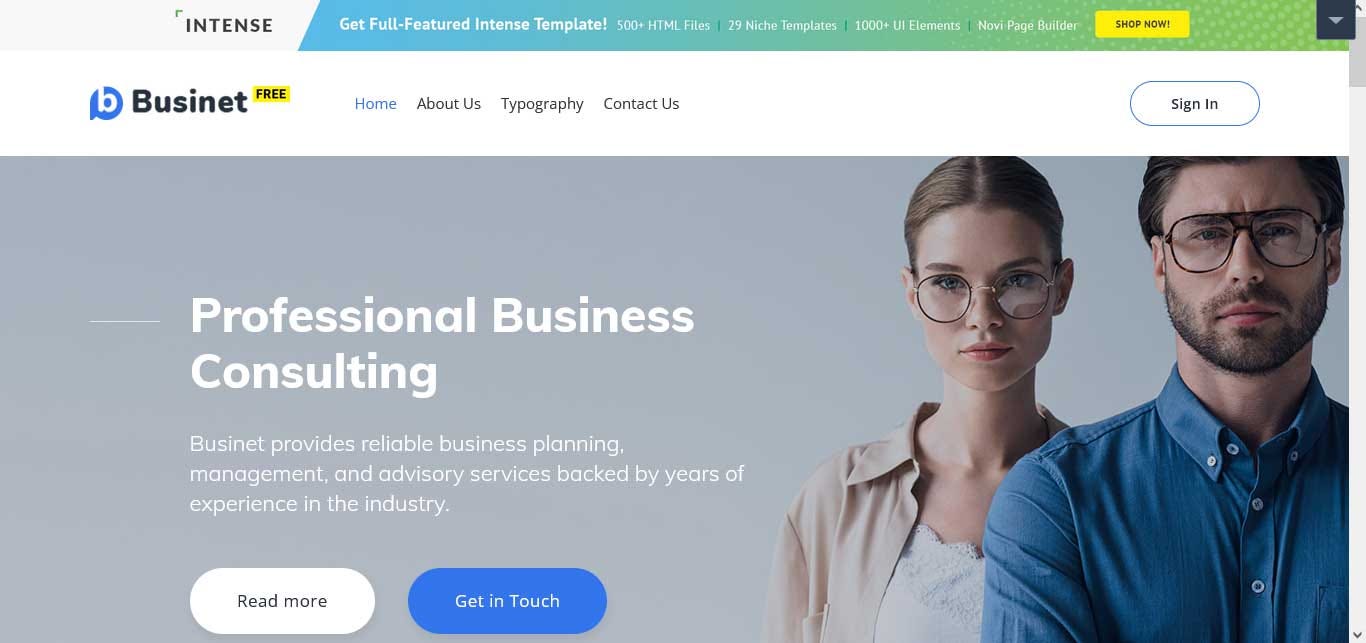 INTENSE
Get Full-Featured Intense Template! 500+ HTML Files | 29 Niche Templates | 1000+ UI Elements | Novi Page Builder
SHOP NOW!
Businet FREE
Home About Us Typography Contact Us
Sign In
Professional Business
Consulting
Businet provides reliable business planning,
management, and advisory services backed by years of
experience in the industry.
Read more
Get in Touch